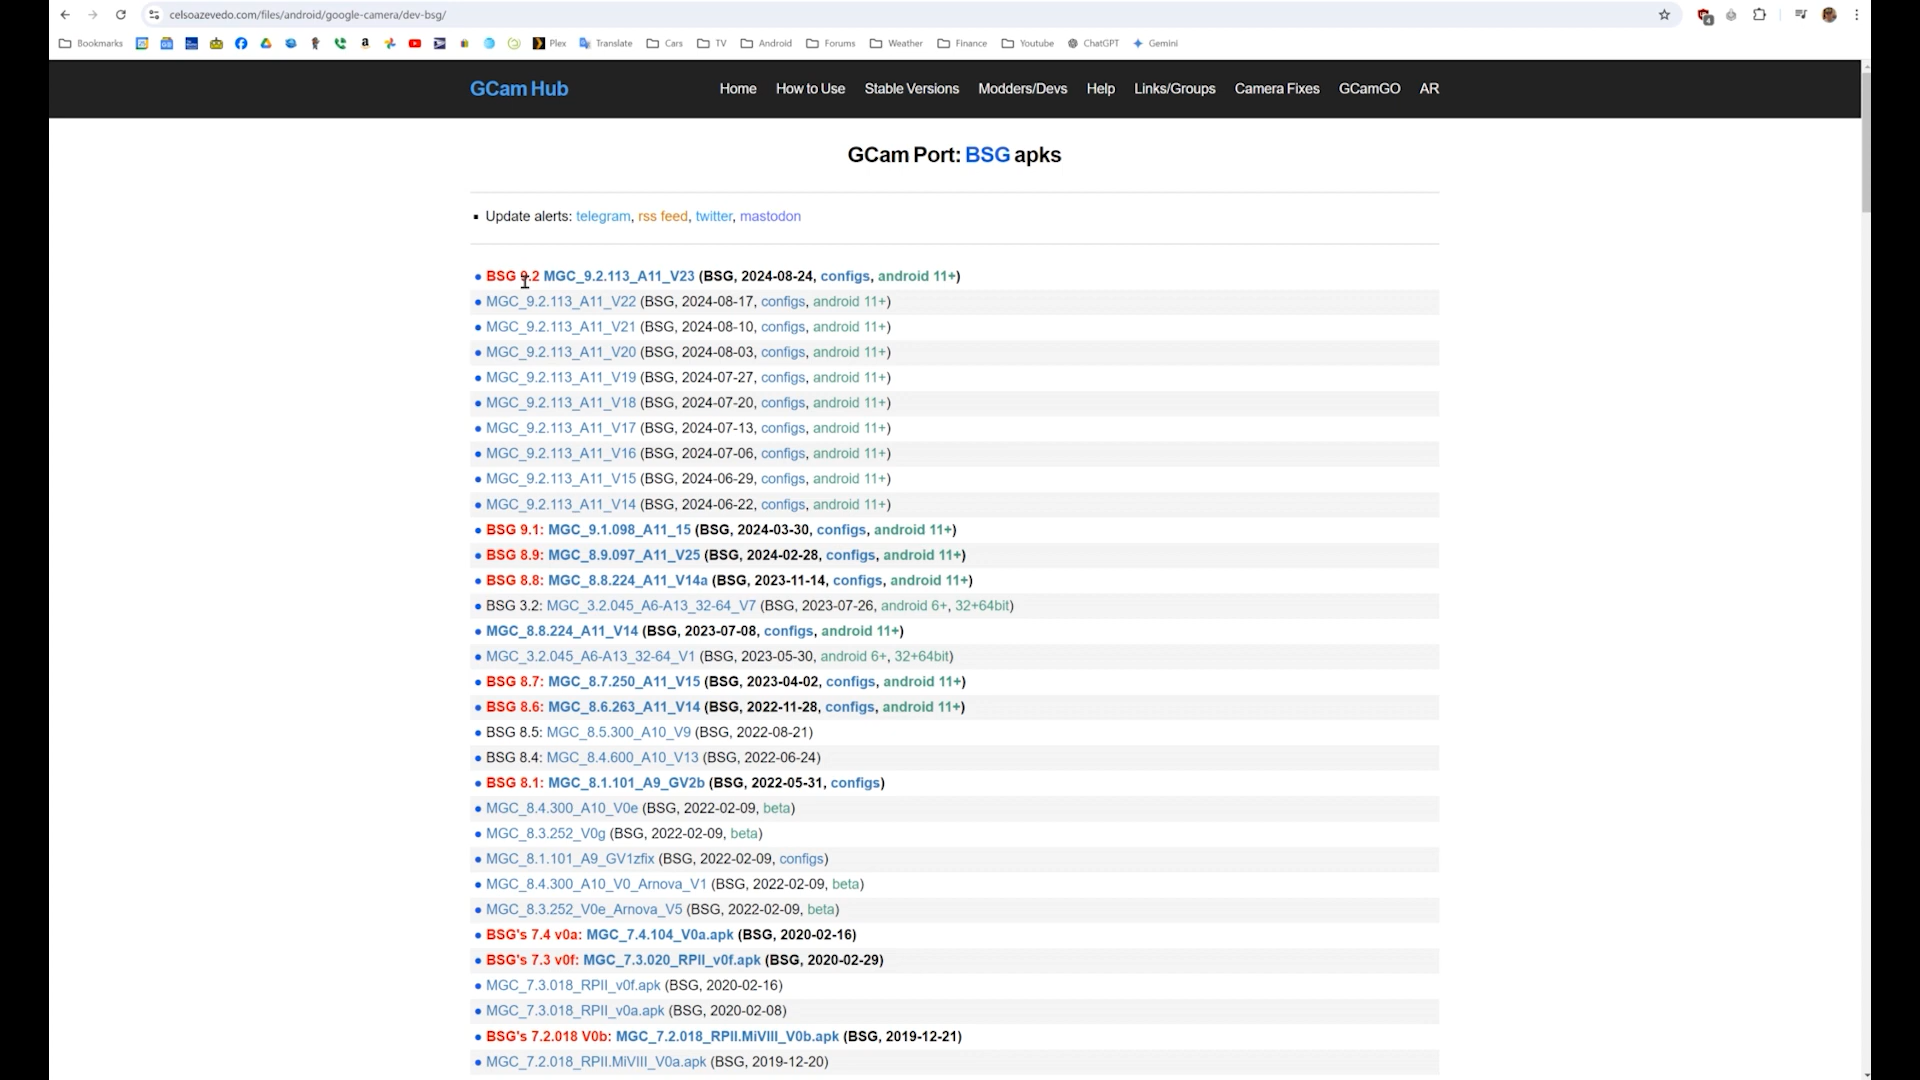 celsoazevedo.com/files/android/google-camera/dev-bsg/
4
Bookmarks Plex Translate Cars TV Android Forums Weather Finance Youtube ChatGPT Gemini
GCam Hub Home How to Use Stable Versions Modders/Devs Help Links/Groups Camera Fixes GCamGO AR
GCam Port: BSG apks
▪ Update alerts: telegram, rss feed, twitter, mastodon
● BSG 9.2 MGC_9.2.113_A11_V23 (BSG, 2024-08-24, configs, android 11+)
● MGC_9.2.113_A11_V22 (BSG, 2024-08-17, configs, android 11+)
● MGC_9.2.113_A11_V21 (BSG, 2024-08-10, configs, android 11+)
● MGC_9.2.113_A11_V20 (BSG, 2024-08-03, configs, android 11+)
● MGC_9.2.113_A11_V19 (BSG, 2024-07-27, configs, android 11+)
● MGC_9.2.113_A11_V18 (BSG, 2024-07-20, configs, android 11+)
● MGC_9.2.113_A11_V17 (BSG, 2024-07-13, configs, android 11+)
● MGC_9.2.113_A11_V16 (BSG, 2024-07-06, configs, android 11+)
● MGC_9.2.113_A11_V15 (BSG, 2024-06-29, configs, android 11+)
● MGC_9.2.113_A11_V14 (BSG, 2024-06-22, configs, android 11+)
● BSG 9.1: MGC_9.1.098_A11_15 (BSG, 2024-03-30, configs, android 11+)
● BSG 8.9: MGC_8.9.097_A11_V25 (BSG, 2024-02-28, configs, android 11+)
● BSG 8.8: MGC_8.8.224_A11_V14a (BSG, 2023-11-14, configs, android 11+)
● BSG 3.2: MGC_3.2.045_A6-A13_32-64_V7 (BSG, 2023-07-26, android 6+, 32+64bit)
● MGC_8.8.224_A11_V14 (BSG, 2023-07-08, configs, android 11+)
● MGC_3.2.045_A6-A13_32-64_V1 (BSG, 2023-05-30, android 6+, 32+64bit)
● BSG 8.7: MGC_8.7.250_A11_V15 (BSG, 2023-04-02, configs, android 11+)
● BSG 8.6: MGC_8.6.263_A11_V14 (BSG, 2022-11-28, configs, android 11+)
● BSG 8.5: MGC_8.5.300_A10_V9 (BSG, 2022-08-21)
● BSG 8.4: MGC_8.4.600_A10_V13 (BSG, 2022-06-24)
● BSG 8.1: MGC_8.1.101_A9_GV2b (BSG, 2022-05-31, configs)
● MGC_8.4.300_A10_V0e (BSG, 2022-02-09, beta)
● MGC_8.3.252_V0g (BSG, 2022-02-09, beta)
● MGC_8.1.101_A9_GV1zfix (BSG, 2022-02-09, configs)
● MGC_8.4.300_A10_V0_Arnova_V1 (BSG, 2022-02-09, beta)
● MGC_8.3.252_V0e_Arnova_V5 (BSG, 2022-02-09, beta)
● BSG's 7.4 v0a: MGC_7.4.104_V0a.apk (BSG, 2020-02-16)
● BSG's 7.3 v0f: MGC_7.3.020_RPII_v0f.apk (BSG, 2020-02-29)
● MGC_7.3.018_RPII_v0f.apk (BSG, 2020-02-16)
● MGC_7.3.018_RPII_v0a.apk (BSG, 2020-02-08)
● BSG's 7.2.018 V0b: MGC_7.2.018_RPII.MiVIII_V0b.apk (BSG, 2019-12-21)
● MGC_7.2.018_RPII.MiVIII_V0a.apk (BSG, 2019-12-20)